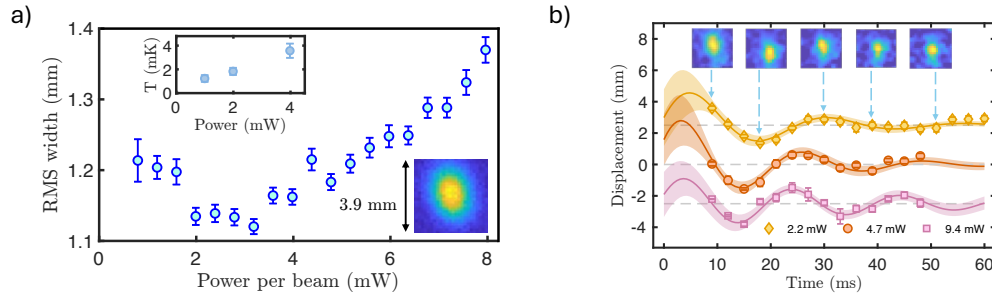 a)
1.4
1.3
1.2
1.1
RMS width (mm)
0
2
4
6
8
Power per beam (mW)
T (mK)
4
2
0
0
2
4
Power (mW)
3.9 mm
b)
Displacement (mm)
8
6
4
2
0
-2
-4
0
10
20
30
40
50
60
Time (ms)
2.2 mW
4.7 mW
9.4 mW